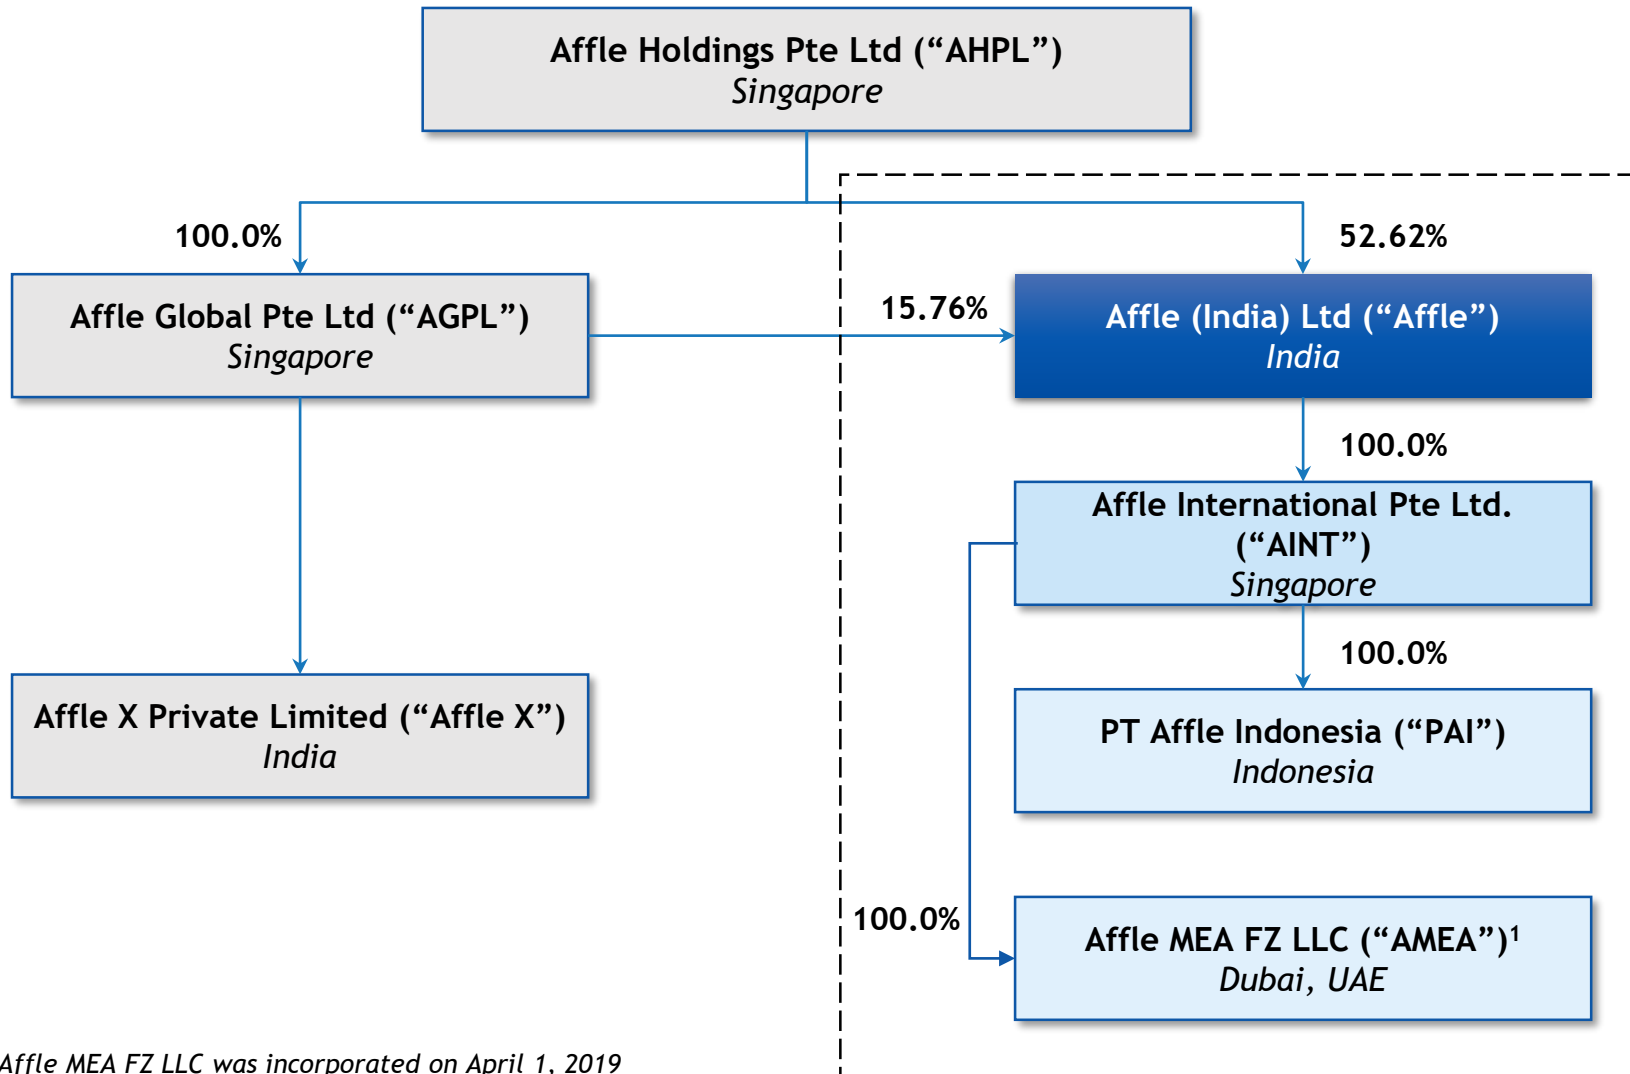 Affle Holdings Pte Ltd (“AHPL”)
Singapore
100.0%
52.62%
Affle Global Pte Ltd (“AGPL”)
Singapore
15.76%
Affle (India) Ltd (“Affle”)
India
100.0%
Affle International Pte Ltd.
(“AINT”)
Singapore
100.0%
Affle X Private Limited (“Affle X”)
India
PT Affle Indonesia (“PAI”)
Indonesia
100.0%
Affle MEA FZ LLC (“AMEA”)¹
Dubai, UAE
Affle MEA FZ LLC was incorporated on April 1, 2019